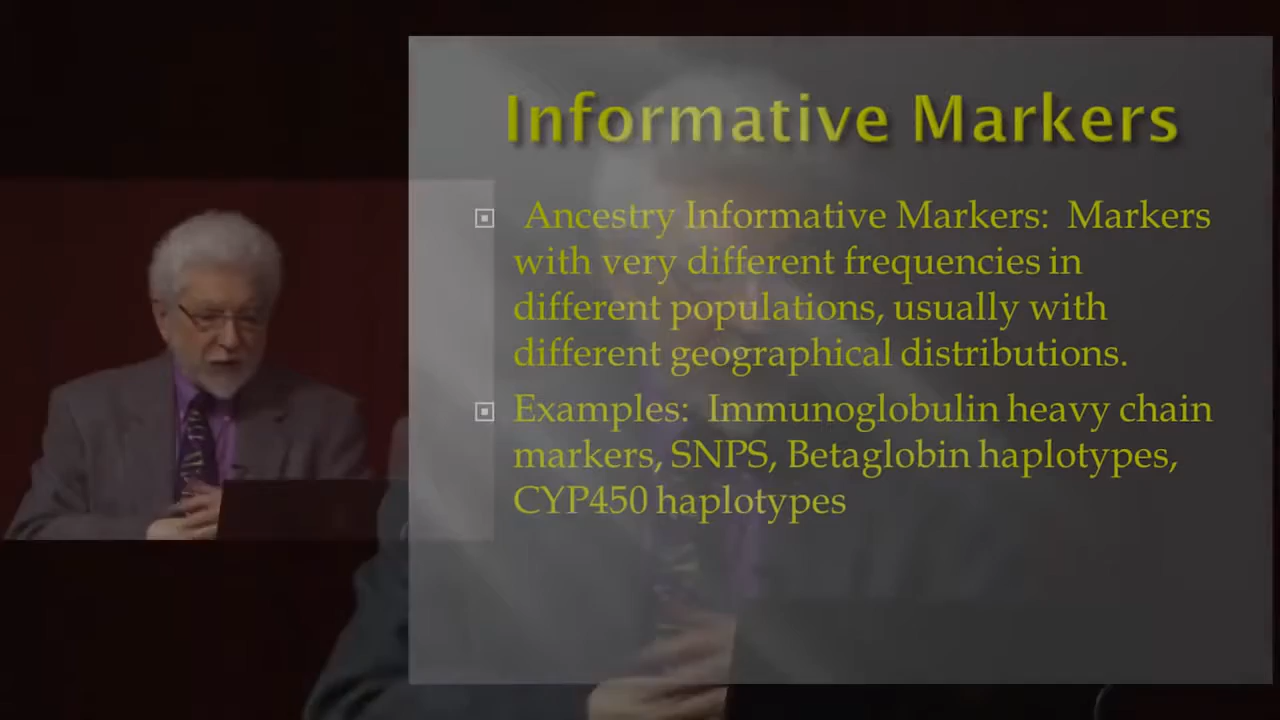 Informative Markers
Ancestry Informative Markers: Markers
with very different frequencies in
different populations, usually with
different geographical distributions.
Examples: Immunoglobulin heavy chain
markers, SNPS, Betaglobin haplotypes,
CYP450 haplotypes